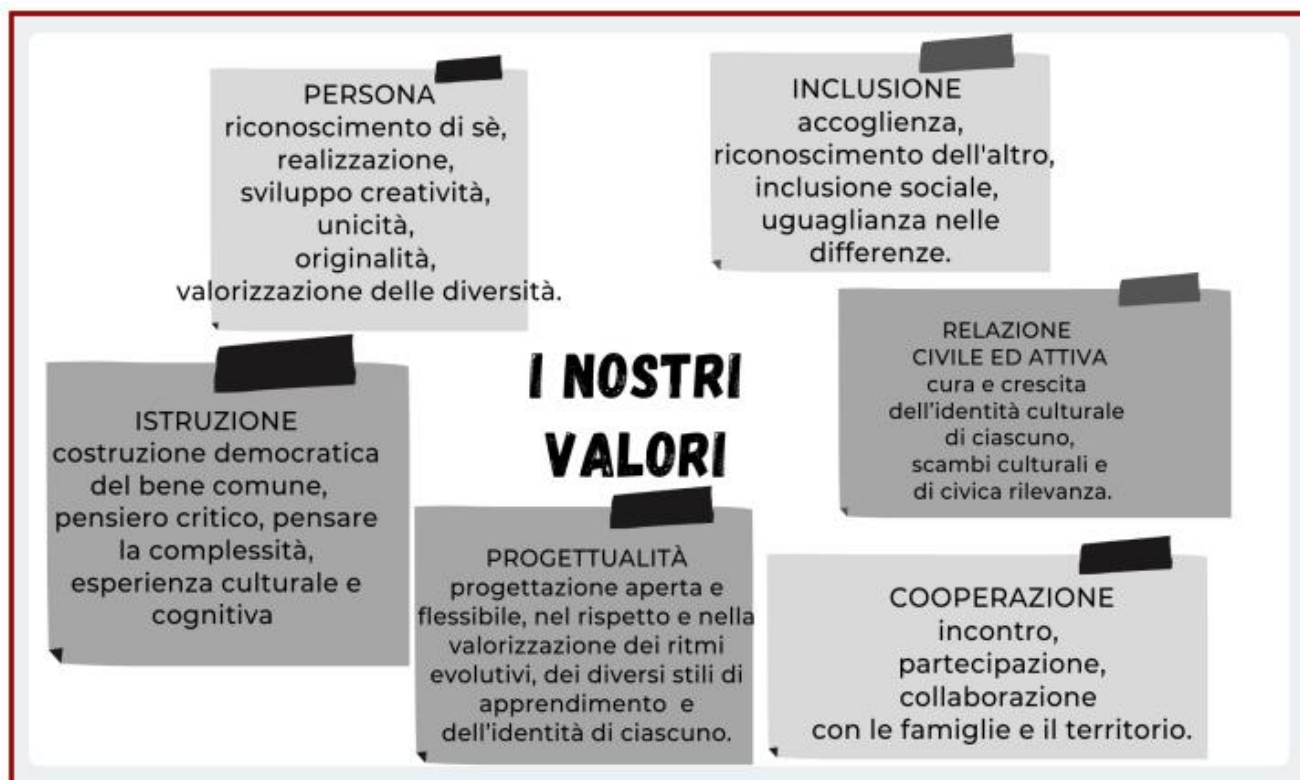 PERSONA
riconoscimento di sè,
realizzazione,
sviluppo creatività,
unicità,
originalità,
valorizzazione delle diversità.
INCLUSIONE
accoglienza,
riconoscimento dell'altro,
inclusione sociale,
uguaglianza nelle
differenze.
I NOSTRI
VALORI
RELAZIONE
CIVILE ED ATTIVA
cura e crescita
dell'identità culturale
di ciascuno,
scambi culturali e
di civica rilevanza.
ISTRUZIONE
costruzione democratica
del bene comune,
pensiero critico, pensare
la complessità,
esperienza culturale e
cognitiva
PROGETTUALITÀ
progettazione aperta e
flessibile, nel rispetto e nella
valorizzazione dei ritmi
evolutivi, dei diversi stili di
apprendimento e
dell'identità di ciascuno.
COOPERAZIONE
incontro,
partecipazione,
collaborazione
con le famiglie e il territorio.